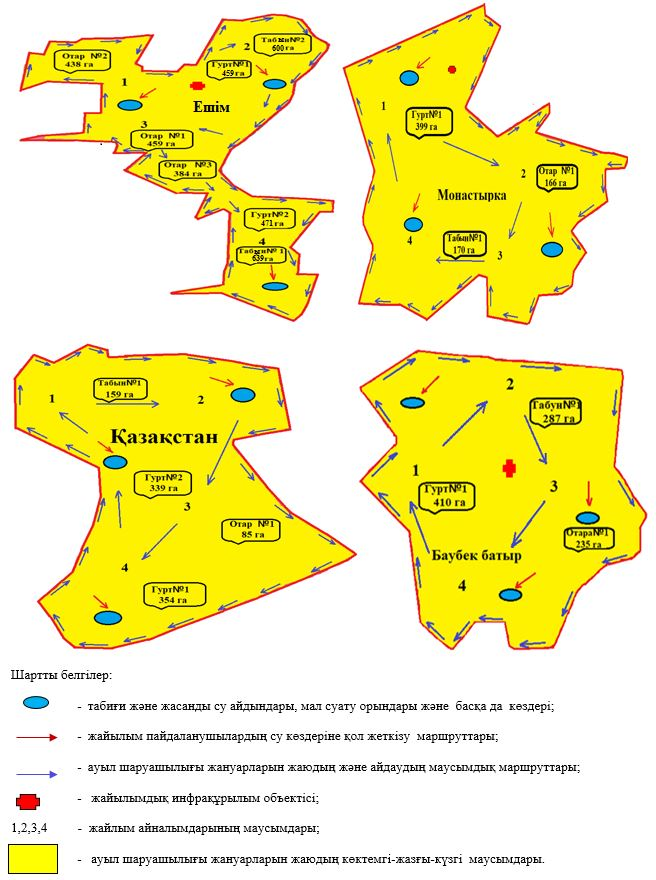 Отар №2
438 га
1
2
Табын№2
600 га
Гурт№1
459 га
Ешім
3
Отар №1
459 га
Отар №3
384 га
Гурт№2
471 га
4
Табын№1
639 га
1
Гурт№1
399 га
2
Отар №1
166 га
Монастырка
4
Табын№1
170 га
3
1
Табын№1
159 га
2
Қазақстан
Гурт№2
339 га
3
Отар №1
85 га
4
Гурт№1
354 га
2
Табун№1
287 га
1
Гурт№1
410 га
3
Отара№1
235 га
Баубек батыр
4
Шартты белгілер:
- табиғи және жасанды су айдындары, мал суату орындары және басқа да көздері;
- жайылым пайдаланушылардың су көздеріне қол жеткізу маршруттары;
- ауыл шаруашылығы жануарларын жаюдың және айдаудың маусымдық маршруттары;
- жайылымдық инфрақұрылым объектісі;
1,2,3,4 - жайлым айналымдарының маусымдары;
- ауыл шаруашылығы жануарларын жаюдың көктемгі-жазғы-күзгі маусымдары.